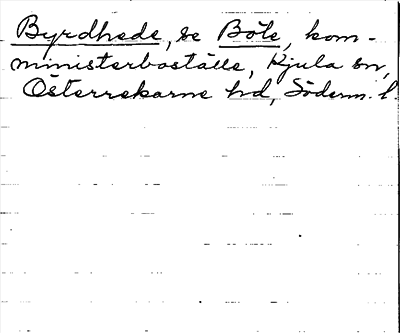 Byrdhede, se Böle, kom-
ministerboställe, Kjula sn,
Österrekarne hd, Söderm. l.